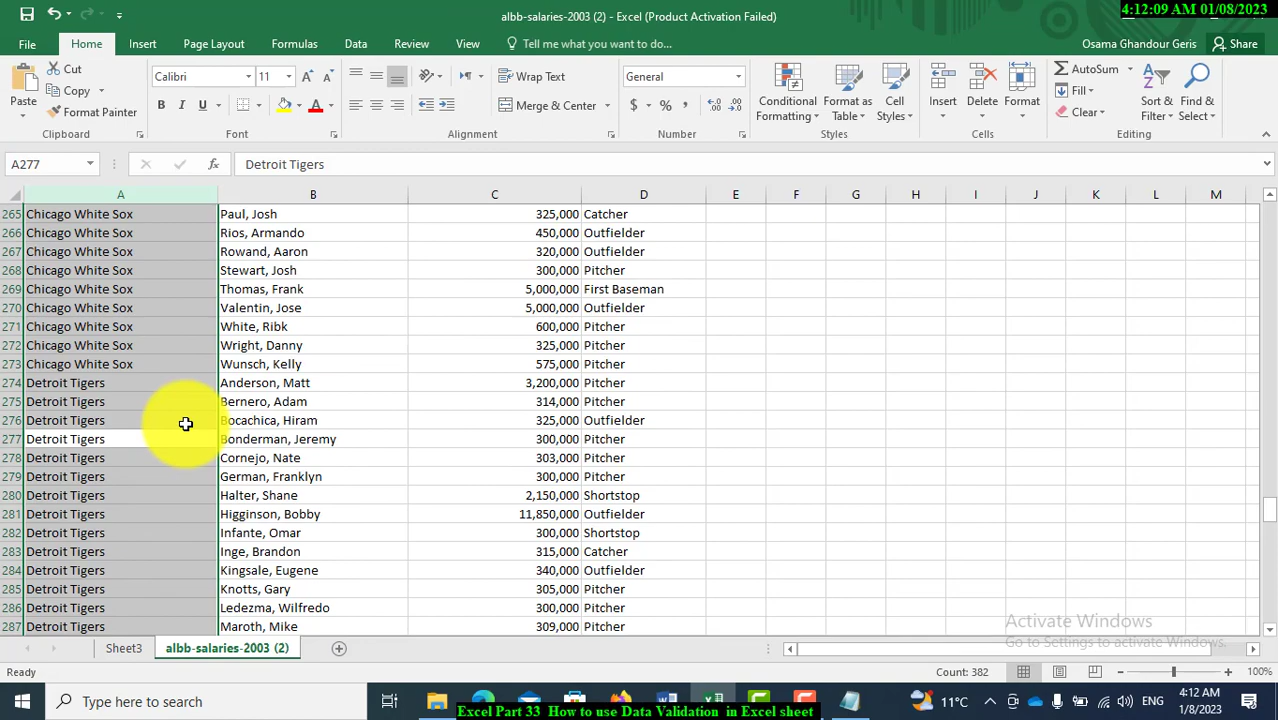 albb-salaries-2003 (2) - Excel (Product Activation Failed)
4:12:09 AM 01/08/2023
File Home Insert Page Layout Formulas Data Review View Tell me what you want to do... Osama Ghandour Geris Share
Paste Cut Copy Format Painter Clipboard
Calibri 11 B I U A Font
Wrap Text Merge & Center Alignment
General $ % , Number
Conditional Formatting Format as Table Cell Styles Styles
Insert Delete Format Cells
AutoSum Fill Clear Sort & Filter Find & Select Editing
A277 fx Detroit Tigers
A B C D E F G H I J K L M
265 Chicago White Sox Paul, Josh 325,000 Catcher
266 Chicago White Sox Rios, Armando 450,000 Outfielder
267 Chicago White Sox Rowand, Aaron 320,000 Outfielder
268 Chicago White Sox Stewart, Josh 300,000 Pitcher
269 Chicago White Sox Thomas, Frank 5,000,000 First Baseman
270 Chicago White Sox Valentin, Jose 5,000,000 Outfielder
271 Chicago White Sox White, Ribk 600,000 Pitcher
272 Chicago White Sox Wright, Danny 325,000 Pitcher
273 Chicago White Sox Wunsch, Kelly 575,000 Pitcher
274 Detroit Tigers Anderson, Matt 3,200,000 Pitcher
275 Detroit Tigers Bernero, Adam 314,000 Pitcher
276 Detroit Tigers Bocachica, Hiram 325,000 Outfielder
277 Detroit Tigers Bonderman, Jeremy 300,000 Pitcher
278 Detroit Tigers Cornejo, Nate 303,000 Pitcher
279 Detroit Tigers German, Franklyn 300,000 Pitcher
280 Detroit Tigers Halter, Shane 2,150,000 Shortstop
281 Detroit Tigers Higginson, Bobby 11,850,000 Outfielder
282 Detroit Tigers Infante, Omar 300,000 Shortstop
283 Detroit Tigers Inge, Brandon 315,000 Catcher
284 Detroit Tigers Kingsale, Eugene 340,000 Outfielder
285 Detroit Tigers Knotts, Gary 305,000 Pitcher
286 Detroit Tigers Ledezma, Wilfredo 300,000 Pitcher
287 Detroit Tigers Maroth, Mike 309,000 Pitcher
Activate Windows
Go to Settings to activate Windows.
Sheet3 albb-salaries-2003 (2)
Ready Count: 382 100%
Type here to search 11°C ENG 4:12 AM 1/8/2023
Excel Part 33 How to use Data Validation in Excel sheet